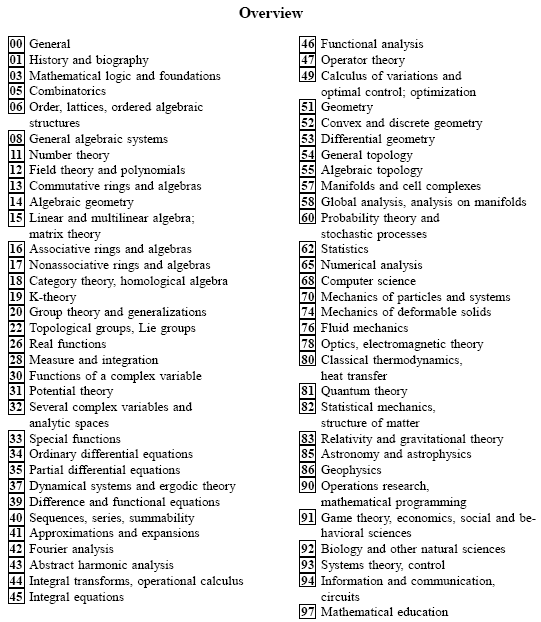 Overview
00 General
01 History and biography
03 Mathematical logic and foundations
05 Combinatorics
06 Order, lattices, ordered algebraic
structures
08 General algebraic systems
11 Number theory
12 Field theory and polynomials
13 Commutative rings and algebras
14 Algebraic geometry
15 Linear and multilinear algebra;
matrix theory
16 Associative rings and algebras
17 Nonassociative rings and algebras
18 Category theory, homological algebra
19 K-theory
20 Group theory and generalizations
22 Topological groups, Lie groups
26 Real functions
28 Measure and integration
30 Functions of a complex variable
31 Potential theory
32 Several complex variables and
analytic spaces
33 Special functions
34 Ordinary differential equations
35 Partial differential equations
37 Dynamical systems and ergodic theory
39 Difference and functional equations
40 Sequences, series, summability
41 Approximations and expansions
42 Fourier analysis
43 Abstract harmonic analysis
44 Integral transforms, operational calculus
45 Integral equations
46 Functional analysis
47 Operator theory
49 Calculus of variations and
optimal control; optimization
51 Geometry
52 Convex and discrete geometry
53 Differential geometry
54 General topology
55 Algebraic topology
57 Manifolds and cell complexes
58 Global analysis, analysis on manifolds
60 Probability theory and
stochastic processes
62 Statistics
65 Numerical analysis
68 Computer science
70 Mechanics of particles and systems
74 Mechanics of deformable solids
76 Fluid mechanics
78 Optics, electromagnetic theory
80 Classical thermodynamics,
heat transfer
81 Quantum theory
82 Statistical mechanics,
structure of matter
83 Relativity and gravitational theory
85 Astronomy and astrophysics
86 Geophysics
90 Operations research,
mathematical programming
91 Game theory, economics, social and be-
havioral sciences
92 Biology and other natural sciences
93 Systems theory, control
94 Information and communication,
circuits
97 Mathematical education